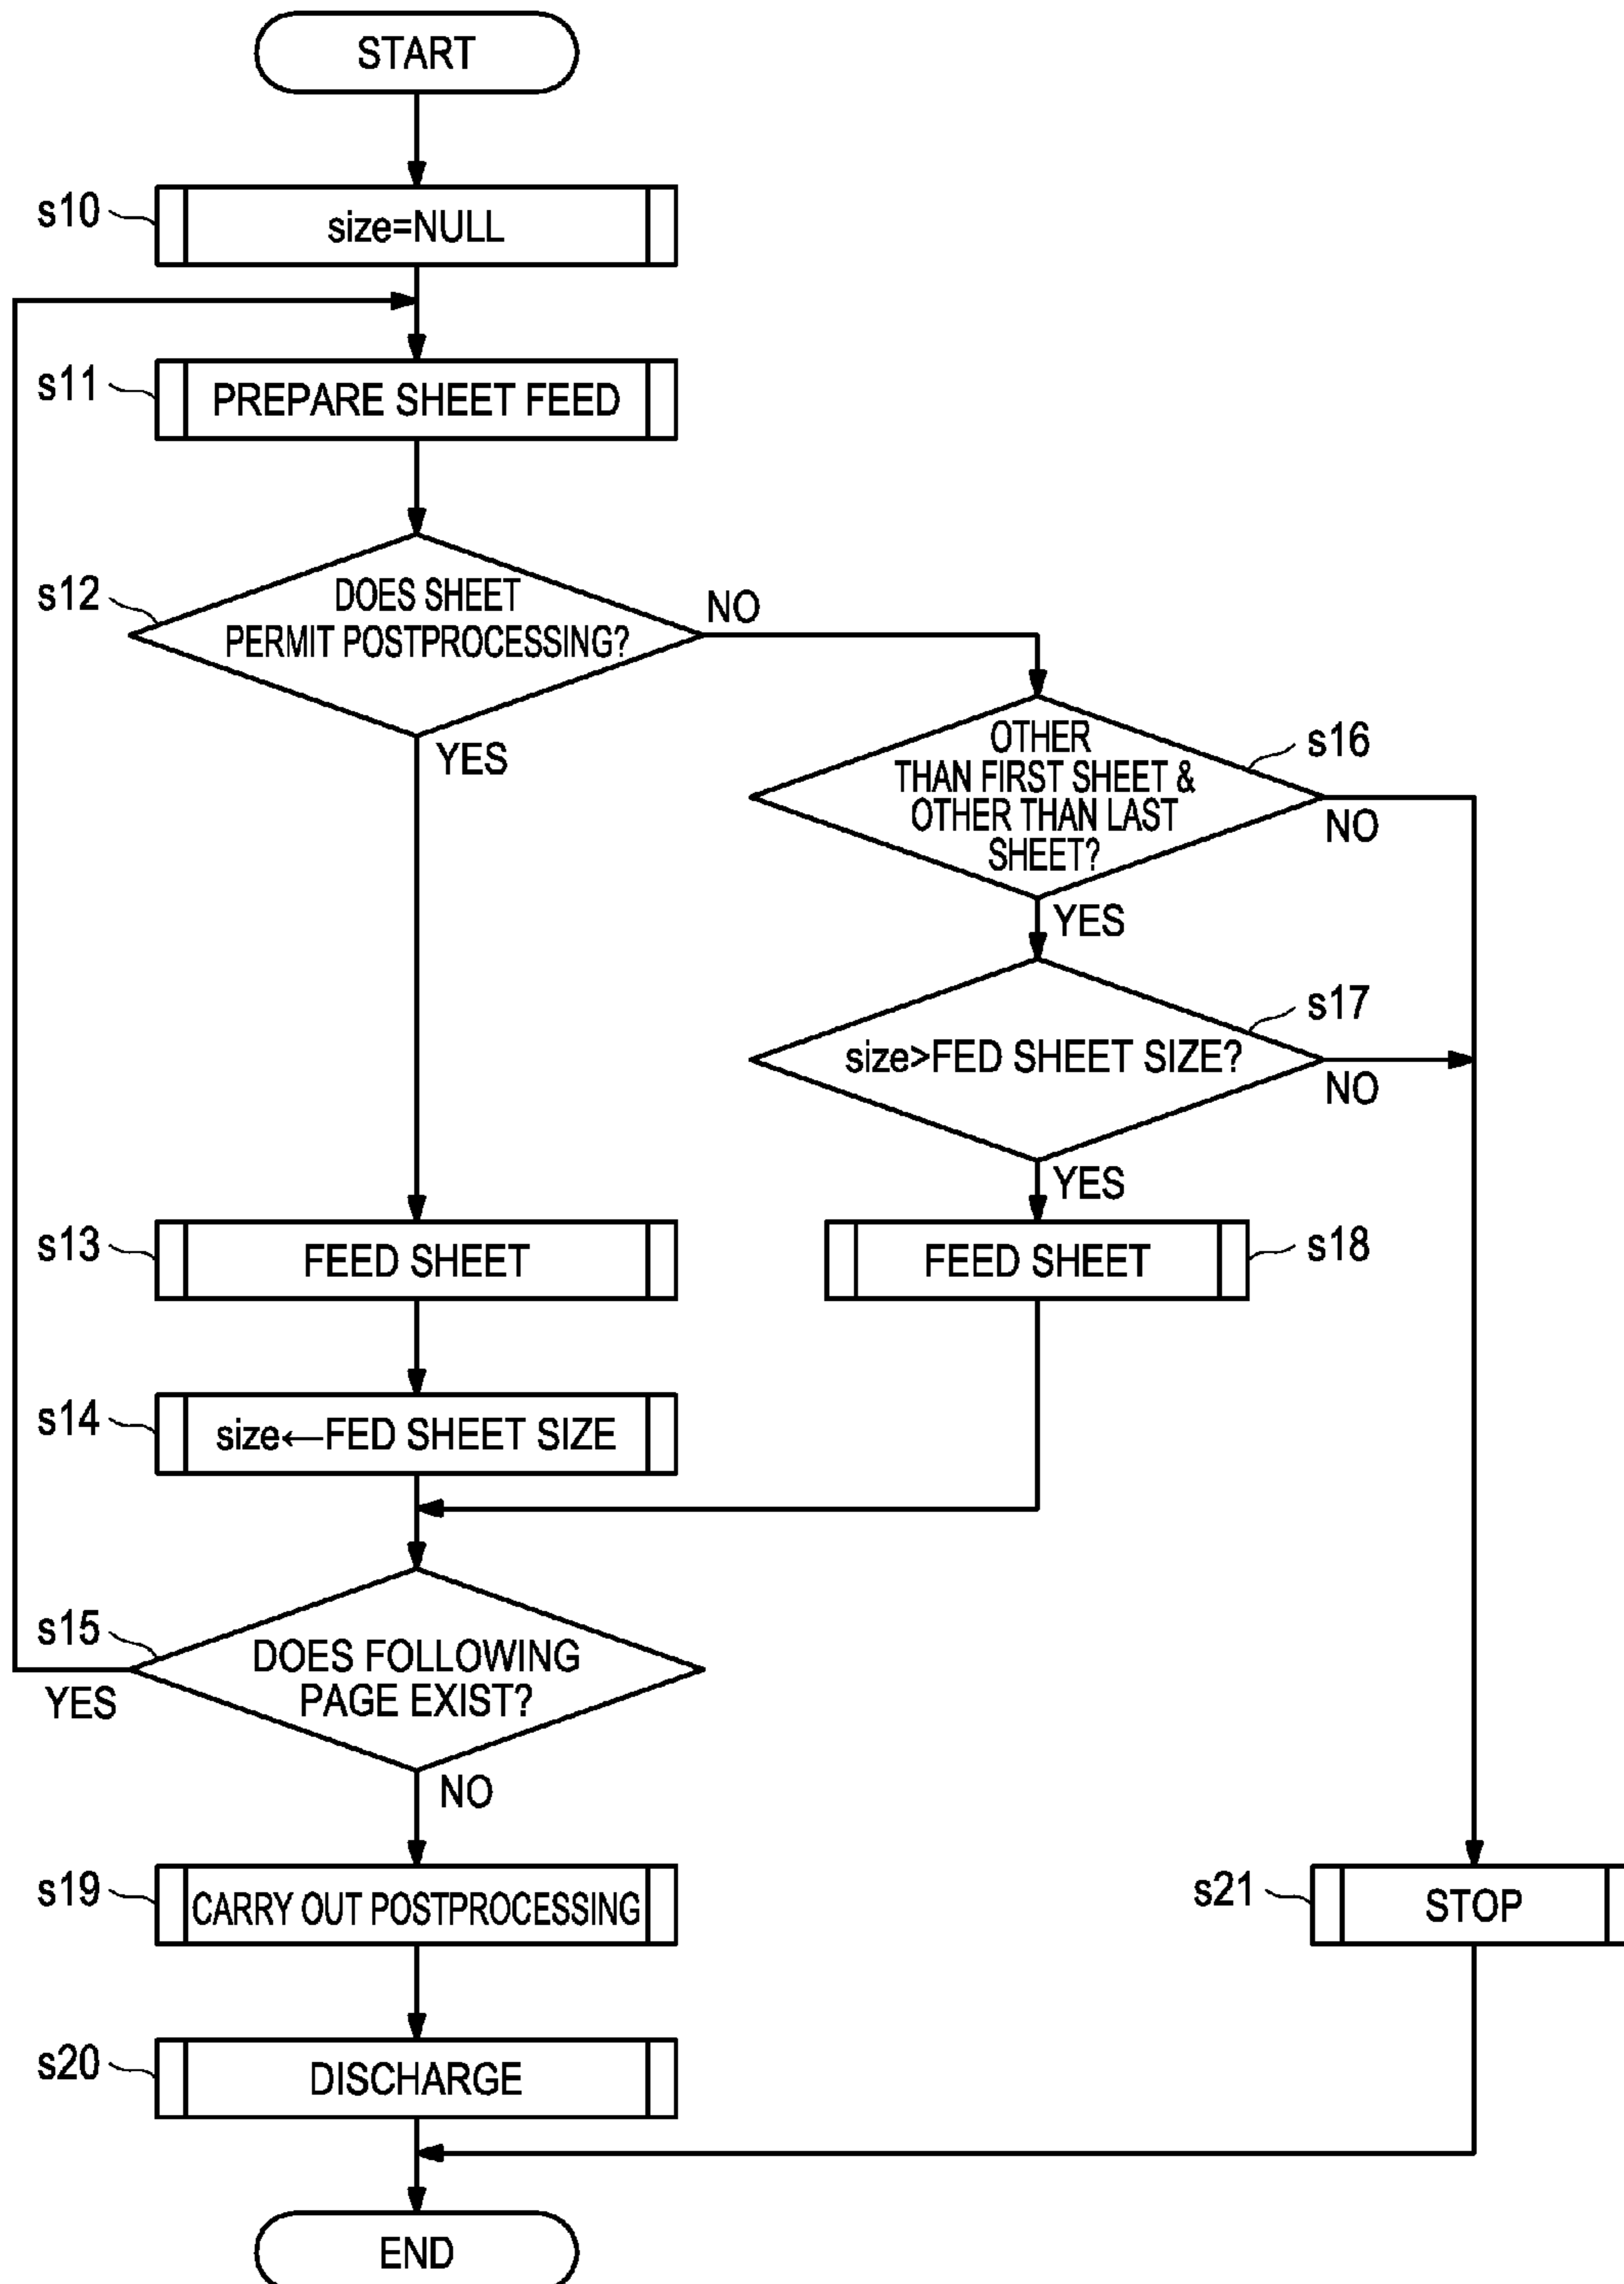 START
s10
size=NULL
s11
PREPARE SHEET FEED
s12
DOES SHEET
PERMIT POSTPROCESSING?
NO
YES
OTHER
THAN FIRST SHEET &
OTHER THAN LAST
SHEET?
s16
NO
YES
s17
size>FED SHEET SIZE?
NO
YES
s13
FEED SHEET
FEED SHEET
s18
s14
size←FED SHEET SIZE
s15
DOES FOLLOWING
PAGE EXIST?
YES
NO
s19
CARRY OUT POSTPROCESSING
s21
STOP
s20
DISCHARGE
END